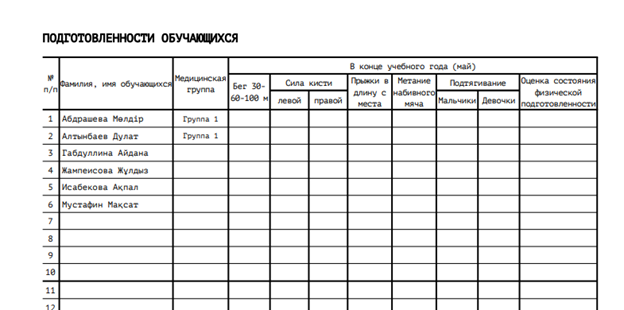 ПОДГОТОВЛЕННОСТИ ОБУЧАЮЩИХСЯ
№ п/п
Фамилия, имя обучающихся
Медицинская группа
В конце учебного года (май)
Бег 30-60-100 м
Сила кисти
левой
правой
Прыжки в длину с места
Метание набивного мяча
Подтягивание
Мальчики
Девочки
Оценка состояния физической подготовленности
1 Абдрашева Мөлдір Группа 1
2 Алтынбаев Дулат Группа 1
3 Габдуллина Айдана
4 Жампеисова Жұлдыз
5 Исабекова Ақпал
6 Мустафин Мақсат
7
8
9
10
11
12